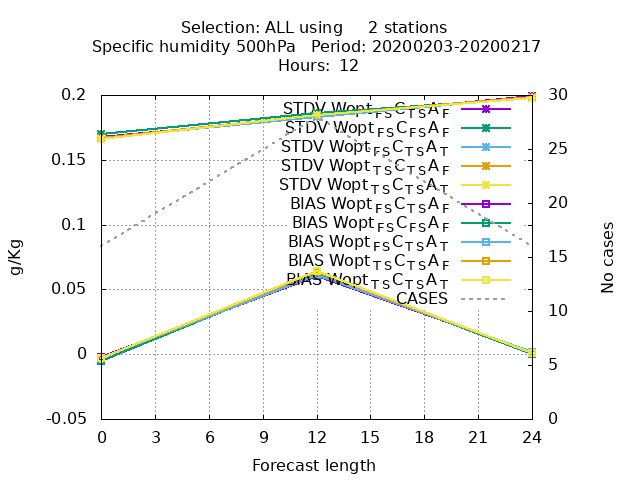 Selection: ALL using 2 stations
Specific humidity 500hPa Period: 20200203-20200217
Hours: 12
0.2
0.15
0.1
0.05
0
-0.05
30
25
20
15
10
5
0
g/Kg
No cases
STDV Wopt_FS C_TS A_F
STDV Wopt_FS C_FS A_F
STDV Wopt_FS C_TS A_T
STDV Wopt_TS C_TS A_F
STDV Wopt_TS C_TS A_T
BIAS Wopt_FS C_TS A_F
BIAS Wopt_FS C_FS A_F
BIAS Wopt_FS C_TS A_T
BIAS Wopt_TS C_TS A_F
BIAS Wopt_TS C_TS A_T
CASES
0 3 6 9 12 15 18 21 24
Forecast length